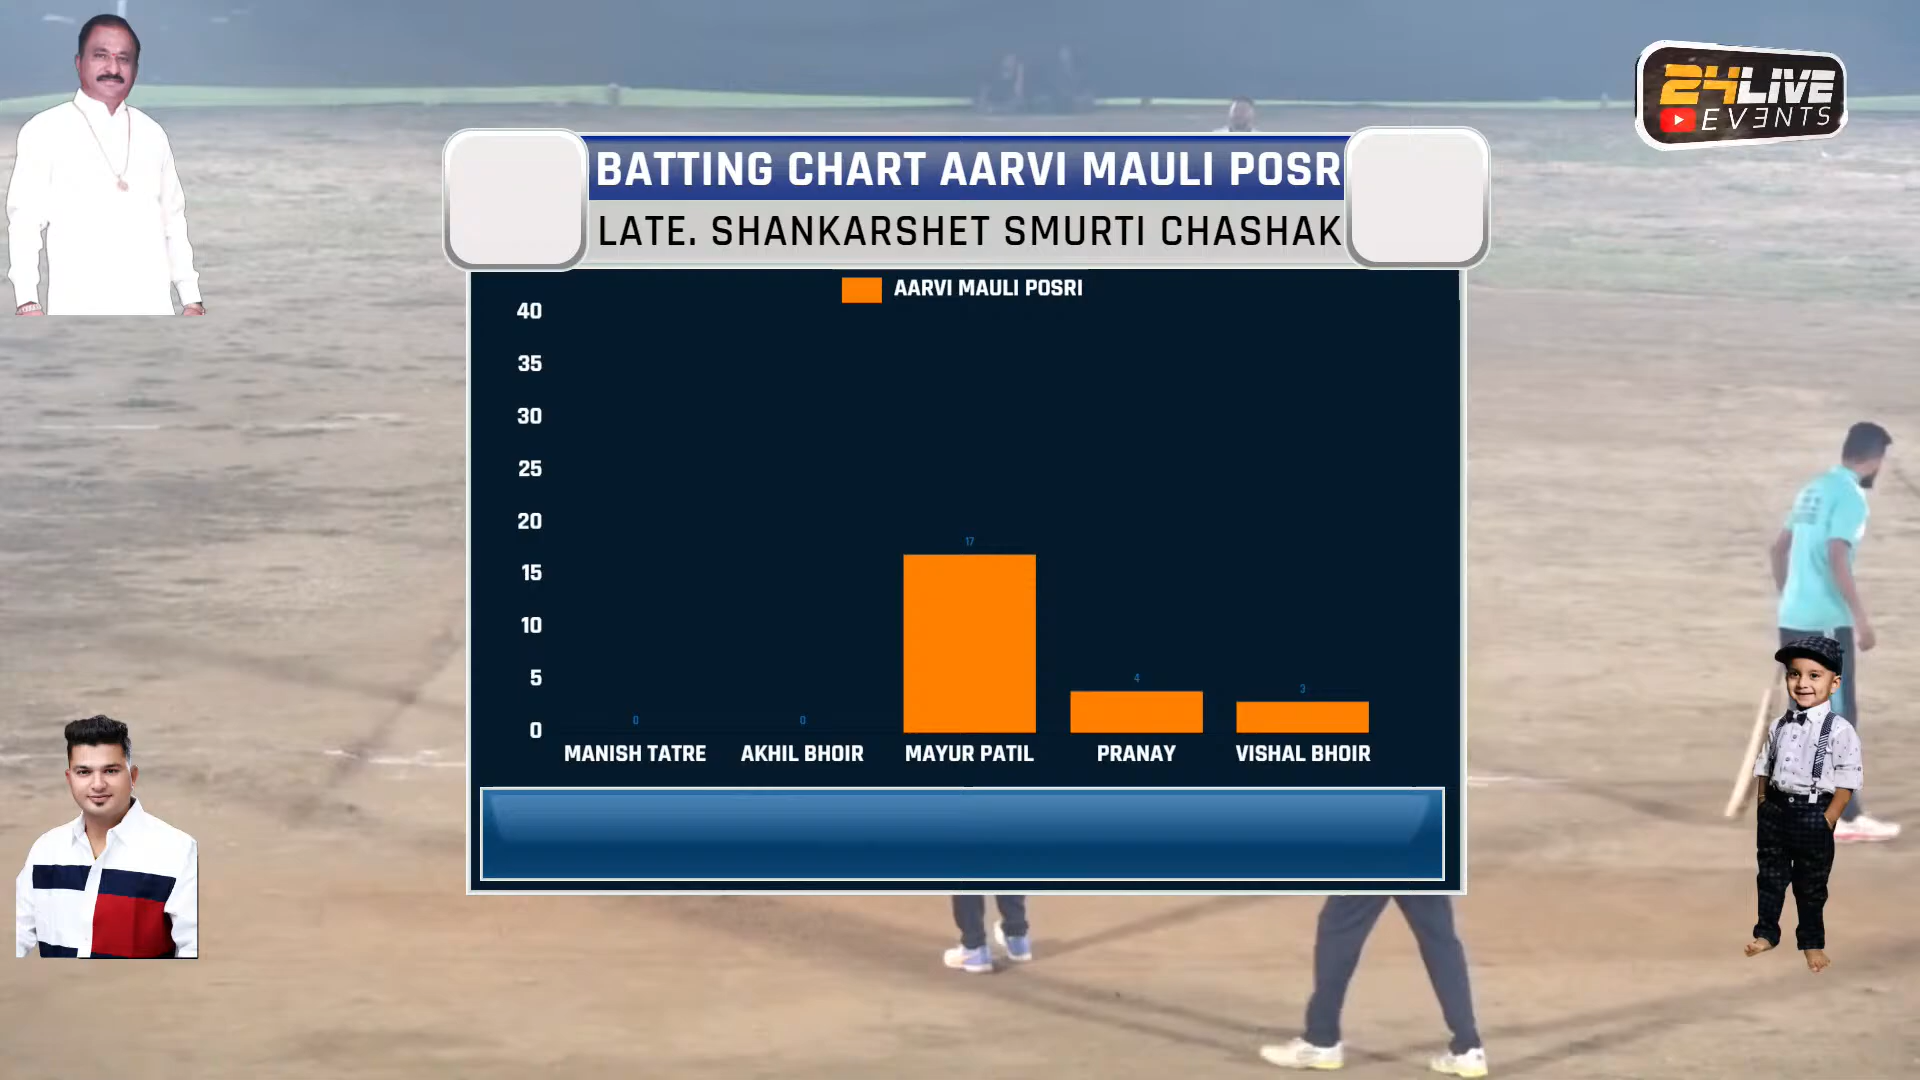 24LIVE
EVENTS
BATTING CHART AARVI MAULI POSR
LATE. SHANKARSHET SMURTI CHASHAK
AARVI MAULI POSRI
40
35
30
25
20
15
10
5
0
17
4
3
0
0
MANISH TATRE AKHIL BHOIR MAYUR PATIL PRANAY VISHAL BHOIR